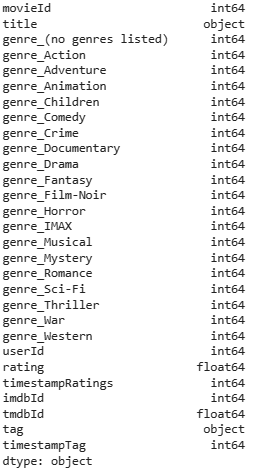 movieId int64
title object
genre_(no genres listed) int64
genre_Action int64
genre_Adventure int64
genre_Animation int64
genre_Children int64
genre_Comedy int64
genre_Crime int64
genre_Documentary int64
genre_Drama int64
genre_Fantasy int64
genre_Film-Noir int64
genre_Horror int64
genre_IMAX int64
genre_Musical int64
genre_Mystery int64
genre_Romance int64
genre_Sci-Fi int64
genre_Thriller int64
genre_War int64
genre_Western int64
userId int64
rating float64
timestampRatings int64
imdbId int64
tmdbId float64
tag object
timestampTag int64
dtype: object